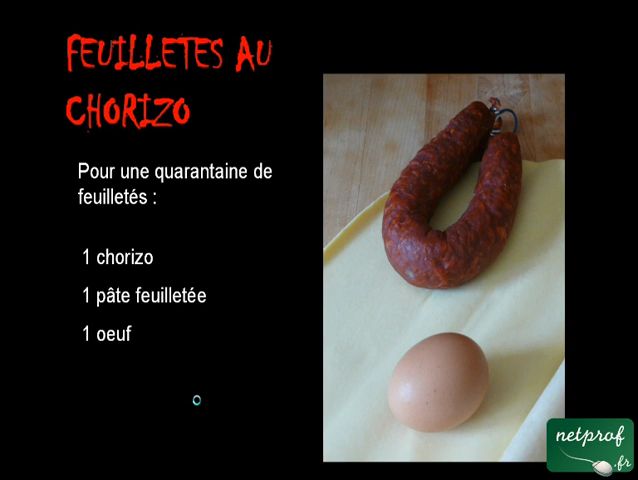 FEUILLETES AU
CHORIZO
Pour une quarantaine de
feuilletés :
1 chorizo
1 pâte feuilletée
1 oeuf
netprof
.fr